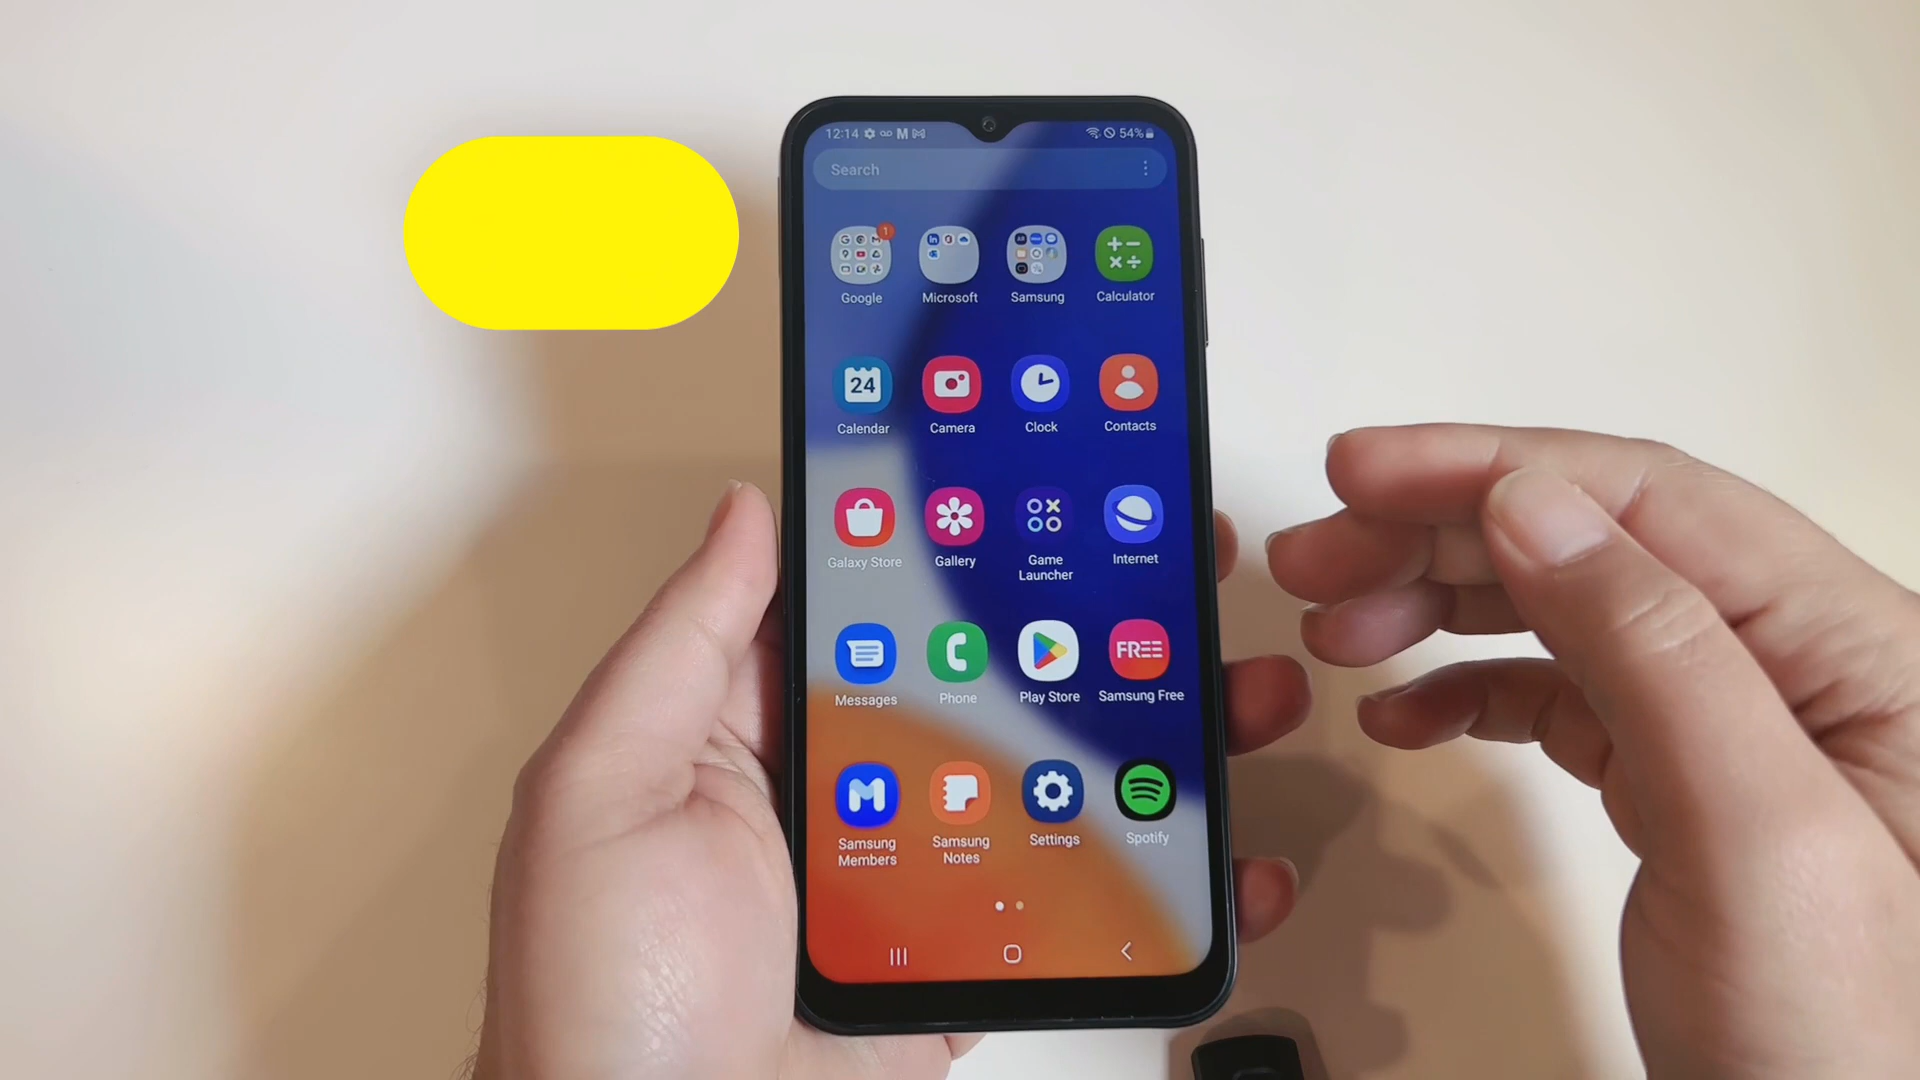 12:14 M 54%
Search
1
Google Microsoft Samsung Calculator
24
Calendar Camera Clock Contacts
Galaxy Store Gallery Game Launcher Internet
FREE
Messages Phone Play Store Samsung Free
Samsung Members Samsung Notes Settings Spotify